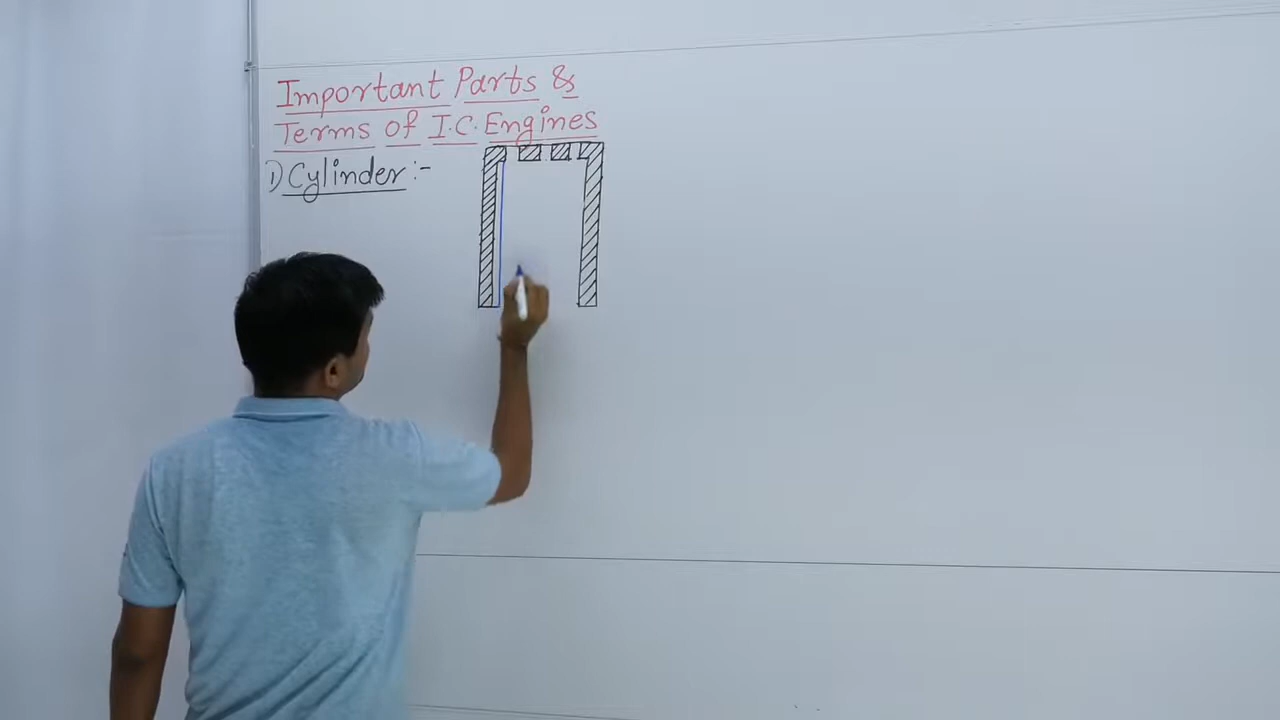 Important Parts &
Terms of I.C. Engines
1) Cylinder :-